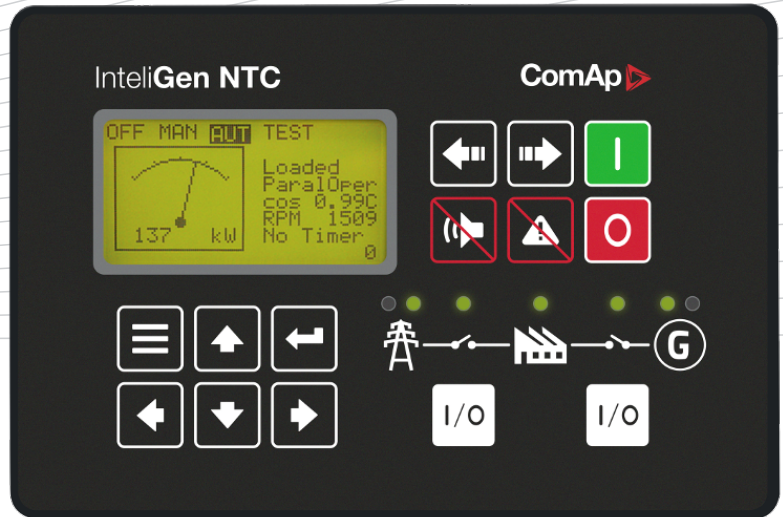 InteliGen NTC
ComAp
OFF MAN AUT TEST
Loaded
ParalOper
cos 0.99C
RPM 1509
137 kW No Timer
0
I
O
G
I/O I/O